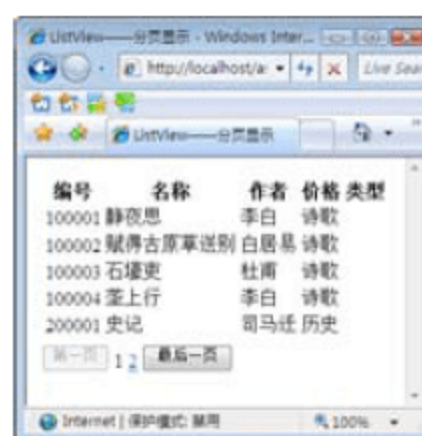 ListView——分页显示 - Windows Inter...
http://localhost/a
Live Sear
ListView——分页显示
编号 名称 作者 价格 类型
100001 静夜思 李白 诗歌
100002 赋得古原草送别 白居易 诗歌
100003 石壕吏 杜甫 诗歌
100004 垄上行 李白 诗歌
200001 史记 司马迁 历史
第一页 1 2 最后一页
Internet | 保护模式: 禁用 100%